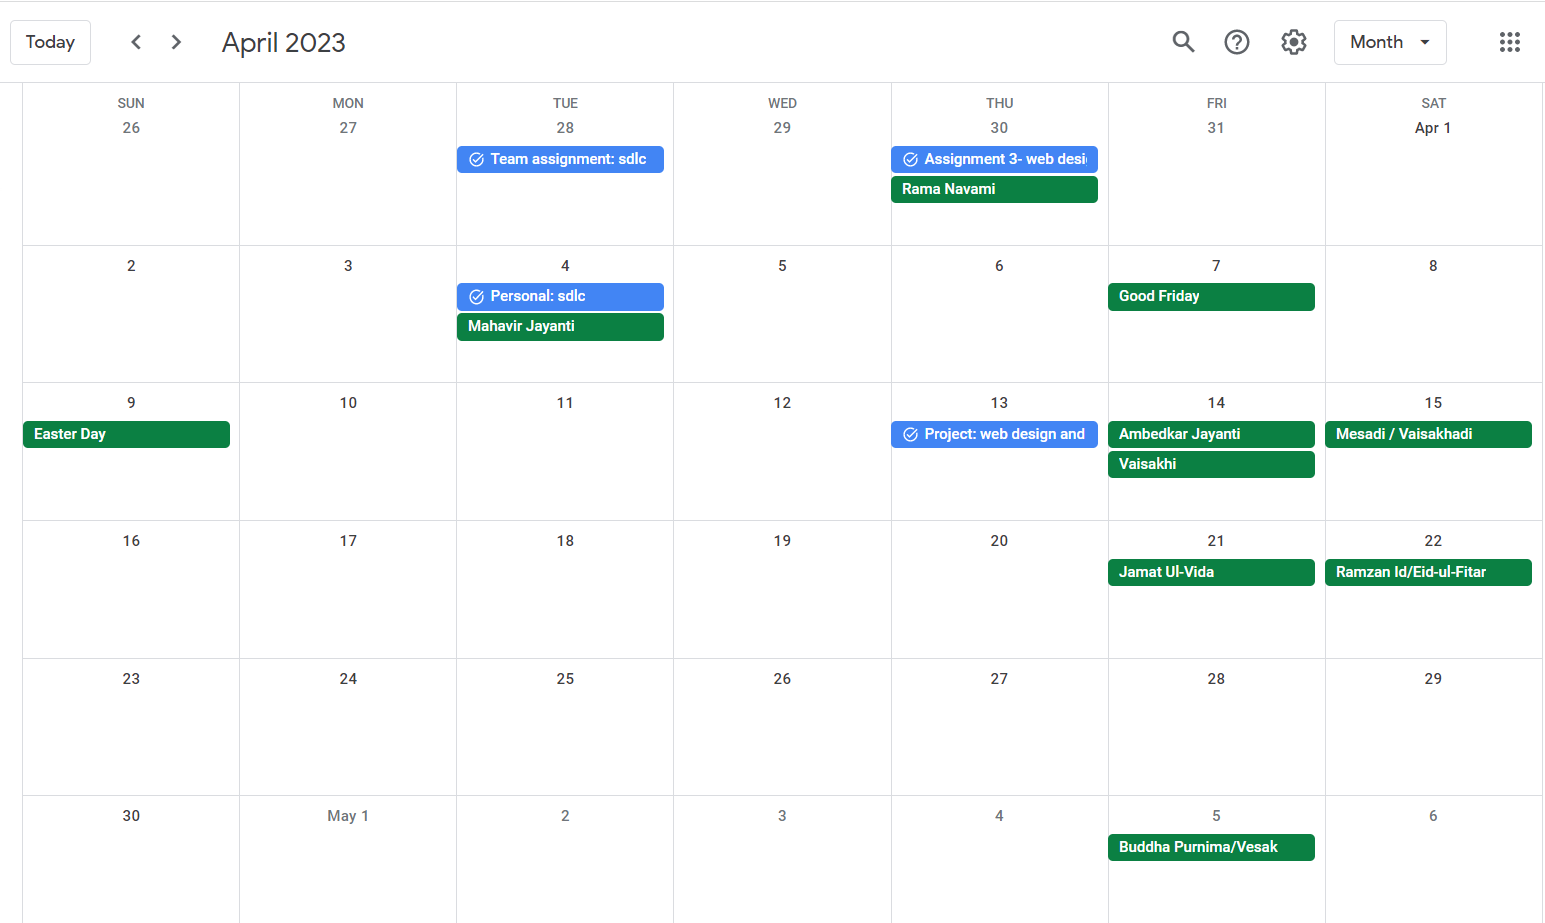 Today April 2023 Month
SUN MON TUE WED THU FRI SAT
26 27 28 29 30 31 Apr 1
Team assignment: sdlc Assignment 3- web desi
Rama Navami
2 3 4 5 6 7 8
Personal: sdlc Good Friday
Mahavir Jayanti
9 10 11 12 13 14 15
Easter Day Project: web design and Ambedkar Jayanti Mesadi / Vaisakhadi
Vaisakhi
16 17 18 19 20 21 22
Jamat Ul-Vida Ramzan Id/Eid-ul-Fitar
23 24 25 26 27 28 29
30 May 1 2 3 4 5 6
Buddha Purnima/Vesak